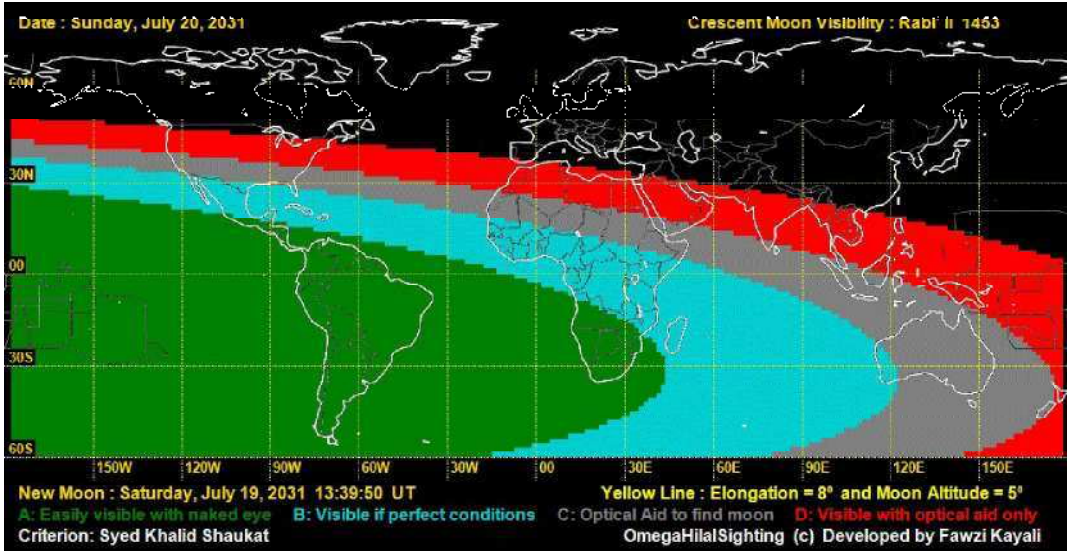 Date : Sunday, July 20, 2031
Crescent Moon Visibility : Rabi' II 1453
60N
30N
00
30S
60S
150W 120W 90W 60W 30W 00 30E 60E 90E 120E 150E
New Moon : Saturday, July 19, 2031 13:39:50 UT
Yellow Line : Elongation = 8º and Moon Altitude = 5º
A: Easily visible with naked eye B: Visible if perfect conditions C: Optical Aid to find moon D: Visible with optical aid only
Criterion: Syed Khalid Shaukat
OmegaHilalSighting (c) Developed by Fawzi Kayali